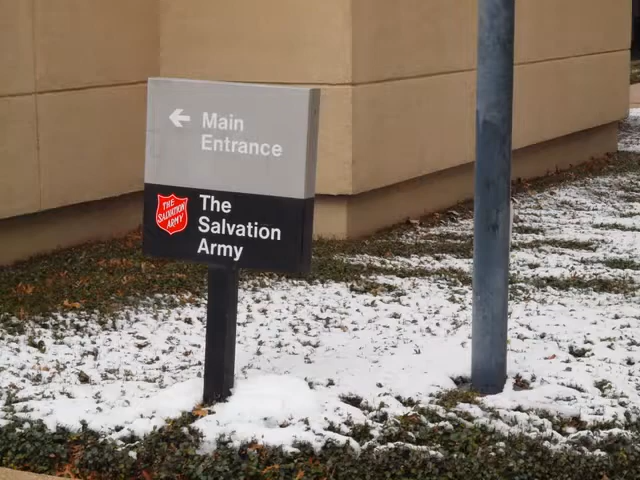 Main
Entrance
THE
SALVATION
ARMY
The
Salvation
Army